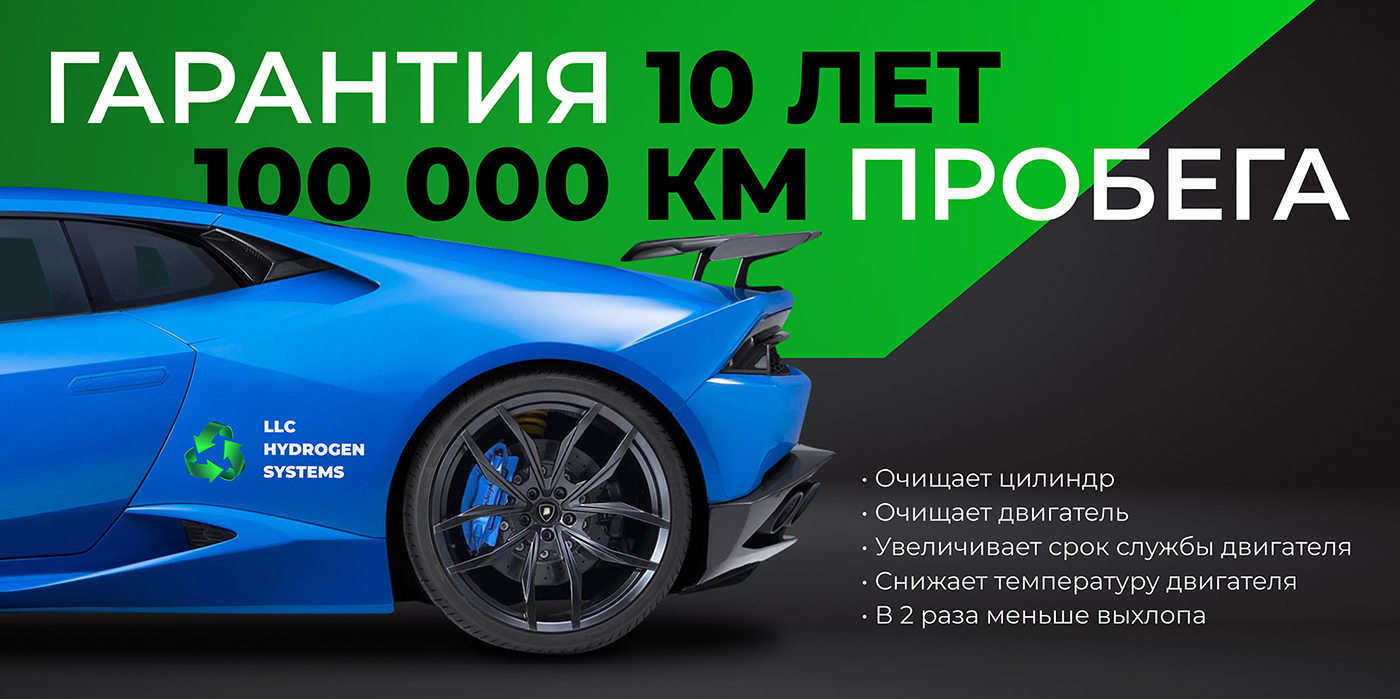 ГАРАНТИЯ 10 ЛЕТ
100 000 КМ ПРОБЕГА
LLC
HYDROGEN
SYSTEMS
• Очищает цилиндр
• Очищает двигатель
• Увеличивает срок службы двигателя
• Снижает температуру двигателя
• В 2 раза меньше выхлопа